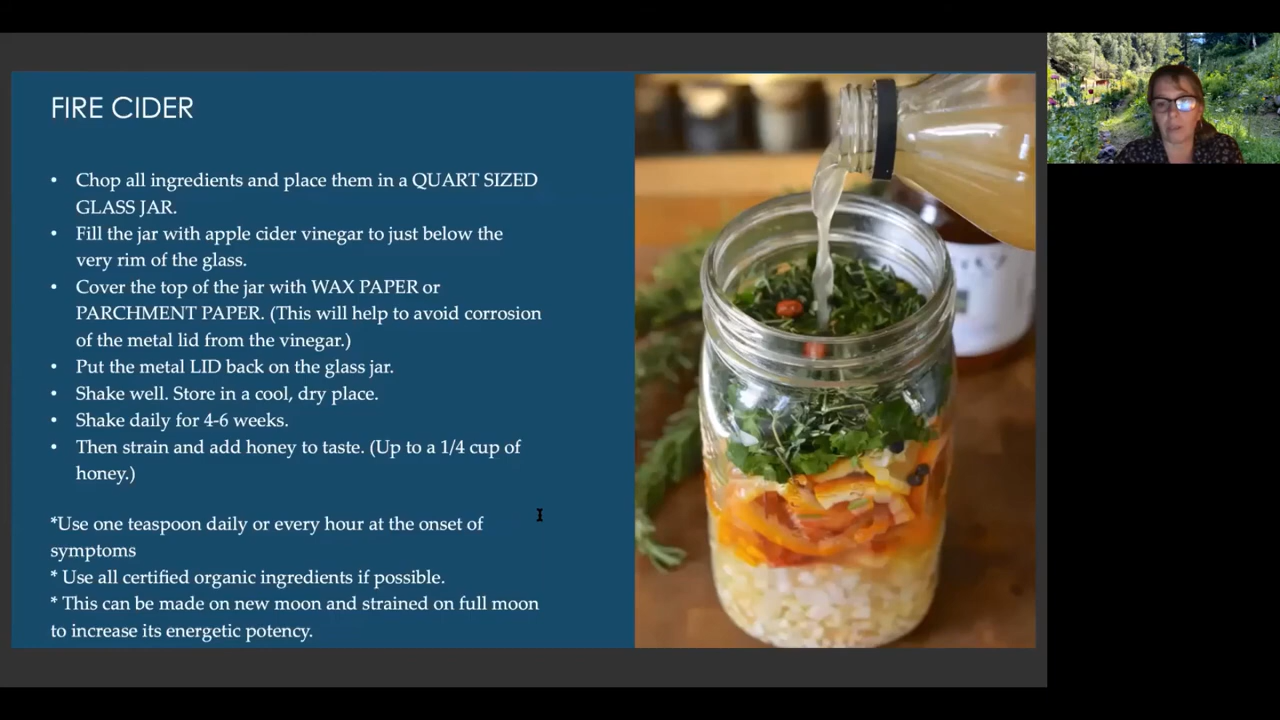 FIRE CIDER
• Chop all ingredients and place them in a QUART SIZED
GLASS JAR.
• Fill the jar with apple cider vinegar to just below the
very rim of the glass.
• Cover the top of the jar with WAX PAPER or
PARCHMENT PAPER. (This will help to avoid corrosion
of the metal lid from the vinegar.)
• Put the metal LID back on the glass jar.
• Shake well. Store in a cool, dry place.
• Shake daily for 4-6 weeks.
• Then strain and add honey to taste. (Up to a 1/4 cup of
honey.)
*Use one teaspoon daily or every hour at the onset of
symptoms
* Use all certified organic ingredients if possible.
* This can be made on new moon and strained on full moon
to increase its energetic potency.